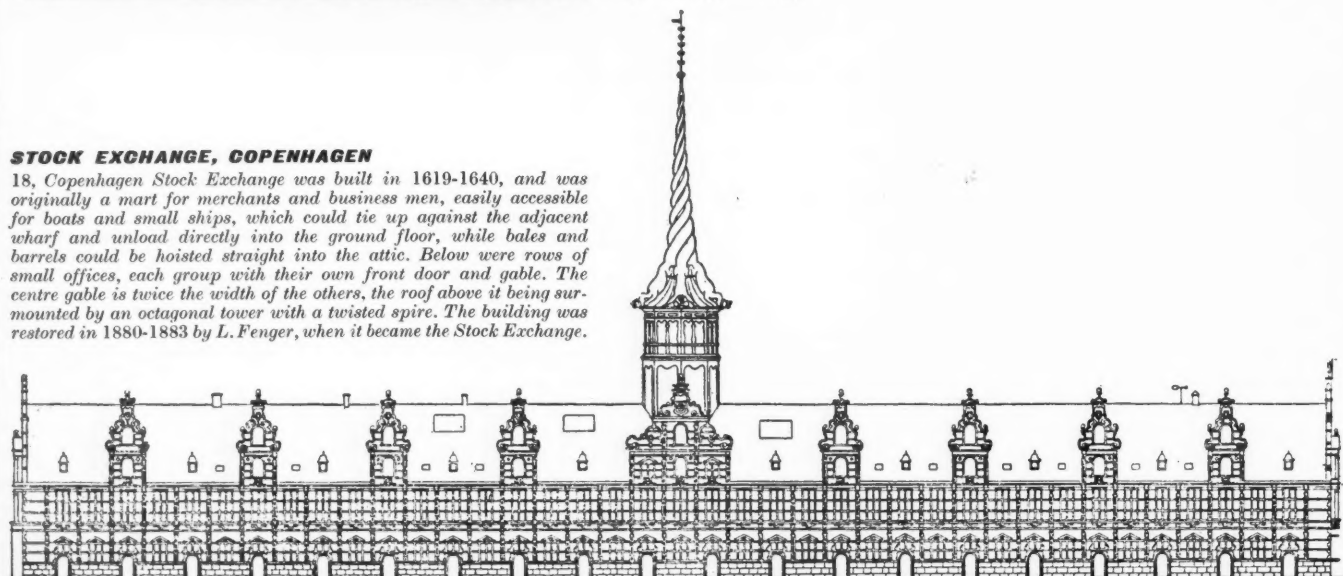 STOCK EXCHANGE, COPENHAGEN
18, Copenhagen Stock Exchange was built in 1619-1640, and was
originally a mart for merchants and business men, easily accessible
for boats and small ships, which could tie up against the adjacent
wharf and unload directly into the ground floor, while bales and
barrels could be hoisted straight into the attic. Below were rows of
small offices, each group with their own front door and gable. The
centre gable is twice the width of the others, the roof above it being sur-
mounted by an octagonal tower with a twisted spire. The building was
restored in 1880-1883 by L. Fenger, when it became the Stock Exchange.